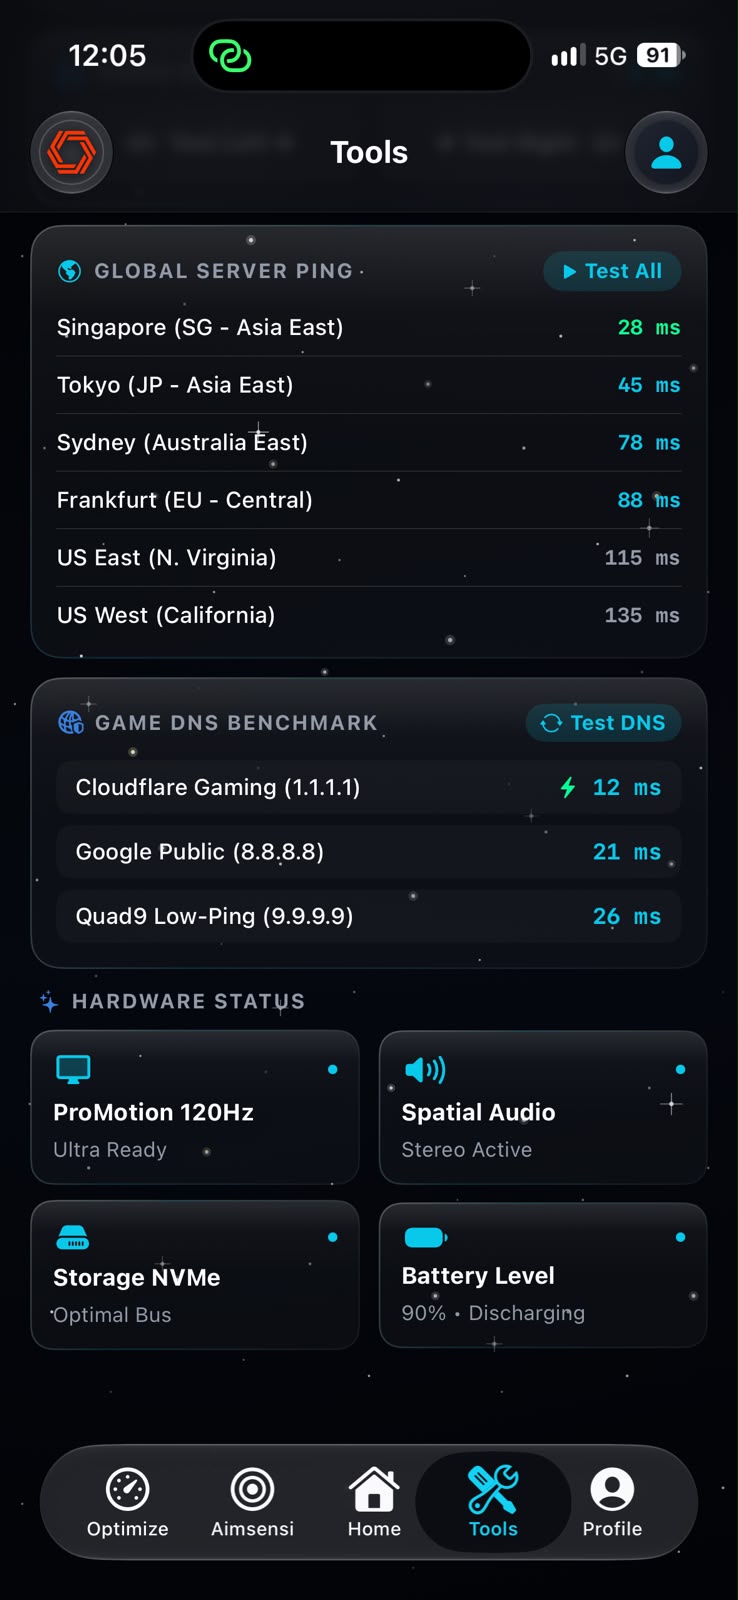 12:05
5G 91
Tools
GLOBAL SERVER PING
Test All
Singapore (SG - Asia East) 28 ms
Tokyo (JP - Asia East) 45 ms
Sydney (Australia East) 78 ms
Frankfurt (EU - Central) 88 ms
US East (N. Virginia) 115 ms
US West (California) 135 ms
GAME DNS BENCHMARK
Test DNS
Cloudflare Gaming (1.1.1.1) 12 ms
Google Public (8.8.8.8) 21 ms
Quad9 Low-Ping (9.9.9.9) 26 ms
HARDWARE STATUS
ProMotion 120Hz
Ultra Ready
Spatial Audio
Stereo Active
Storage NVMe
Optimal Bus
Battery Level
90% • Discharging
Optimize
Aimsensi
Home
Tools
Profile